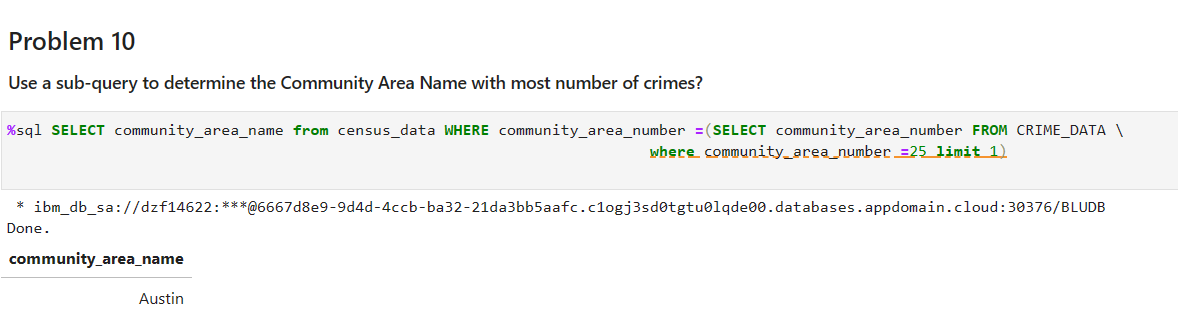 Problem 10
Use a sub-query to determine the Community Area Name with most number of crimes?
%sql SELECT community_area_name from census_data WHERE community_area_number =(SELECT community_area_number FROM CRIME_DATA \
where community_area_number =25 limit 1)
* ibm_db_sa://dzf14622:***@6667d8e9-9d4d-4ccb-ba32-21da3bb5aafc.c1ogj3sd0tgtu0lqde00.databases.appdomain.cloud:30376/BLUDB
Done.
community_area_name
Austin